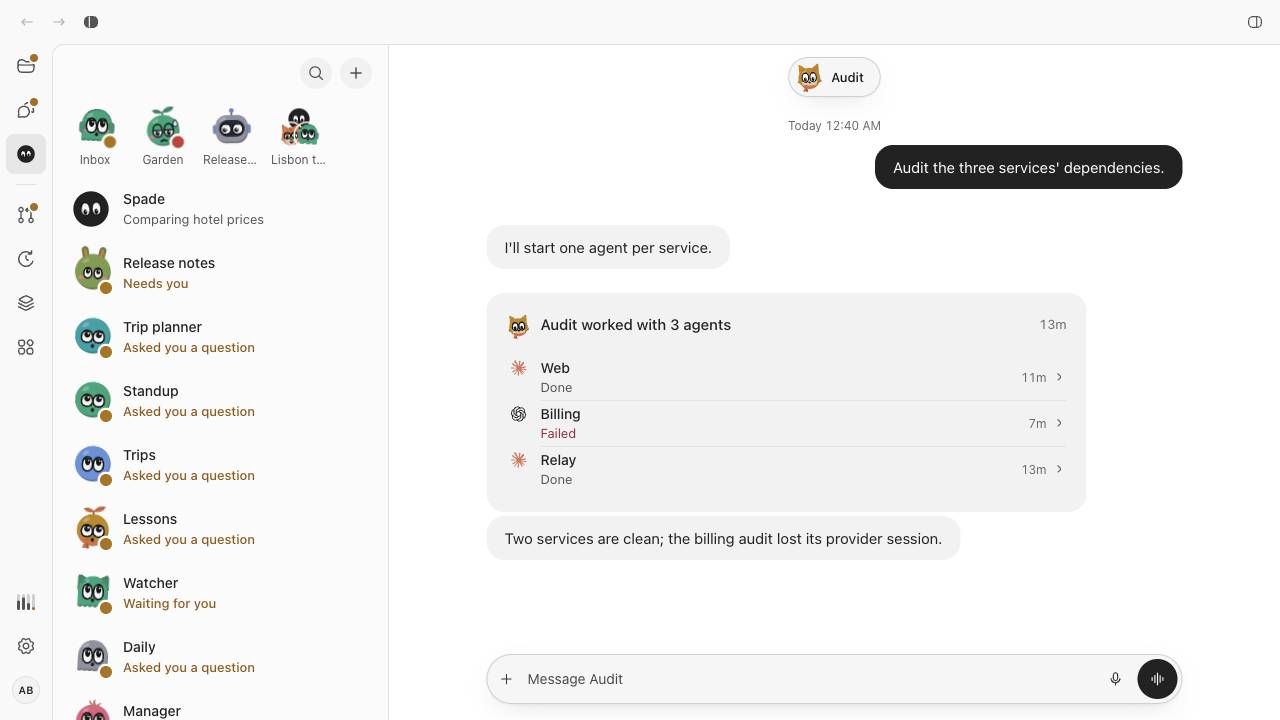 Inbox
Garden
Release...
Lisbon t...
Spade
Comparing hotel prices
Release notes
Needs you
Trip planner
Asked you a question
Standup
Asked you a question
Trips
Asked you a question
Lessons
Asked you a question
Watcher
Waiting for you
Daily
Asked you a question
Manager
AB
Audit
Today 12:40 AM
Audit the three services' dependencies.
I'll start one agent per service.
Audit worked with 3 agents
13m
Web
Done
11m
Billing
Failed
7m
Relay
Done
13m
Two services are clean; the billing audit lost its provider session.
Message Audit